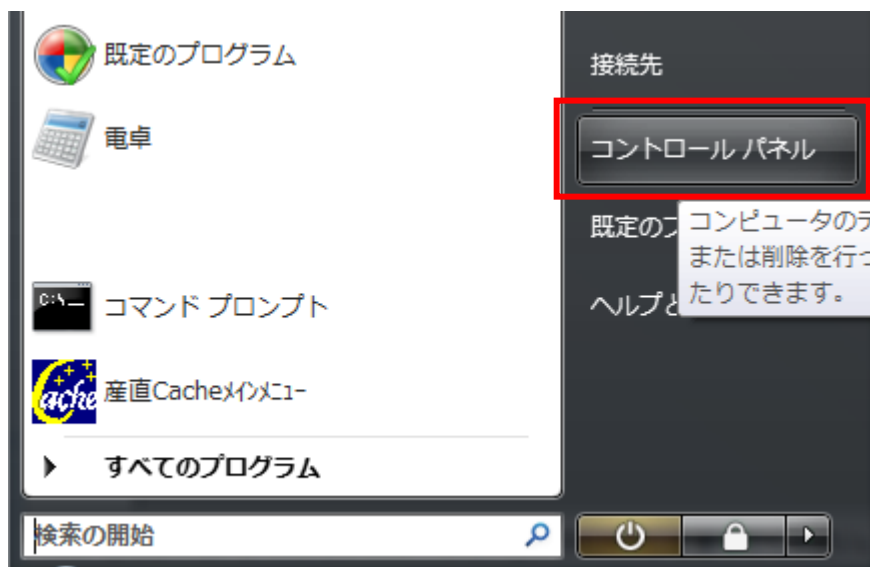 既定のプログラム
電卓
C:\
コマンド プロンプト
Cache
産直Cacheﾒｲﾝﾒﾆｭｰ
すべてのプログラム
検索の開始
接続先
コントロール パネル
既定のプ
ヘルプと
コンピュータのデ
または削除を行っ
たりできます。